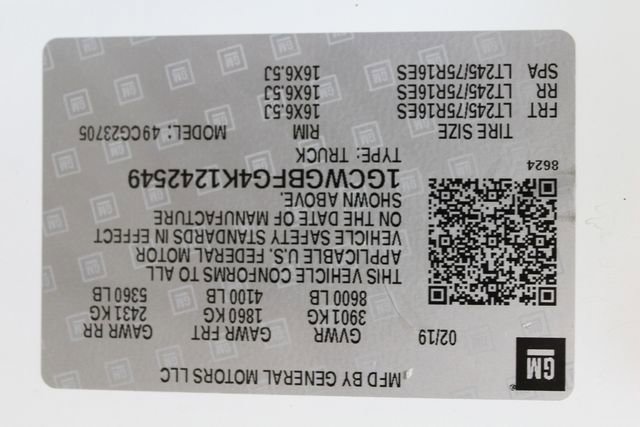 MFD BY GENERAL MOTORS LLC
GM
02/19
GVWR GAWR FRT GAWR RR
3901KG 1860 KG 2431 KG
8600 LB 4100 LB 5360 LB
THIS VEHICLE CONFORMS TO ALL
APPLICABLE U.S. FEDERAL MOTOR
VEHICLE SAFETY STANDARDS IN EFFECT
ON THE DATE OF MANUFACTURE
SHOWN ABOVE.
1GCWGBFG4K1242549
TYPE: TRUCK
8624
TIRE SIZE RIM MODEL: 49CG23705
FRT LT245/75R16ES 16X6.5J
RR LT245/75R16ES 16X6.5J
SPA LT245/75R16ES 16X6.5J